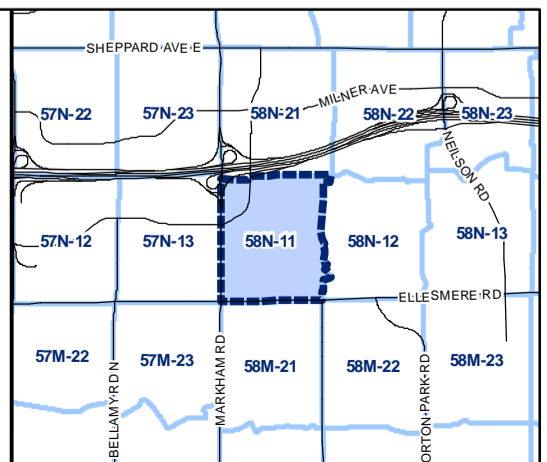 SHEPPARD AVE E
MILNER AVE
57N-22
57N-23
58N-21
58N-22
58N-23
NEILSON RD
57N-12
57N-13
58N-11
58N-12
58N-13
ELLESMERE RD
57M-22
57M-23
58M-21
58M-22
58M-23
BELLAMY RD N
MARKHAM RD
ORTON PARK RD